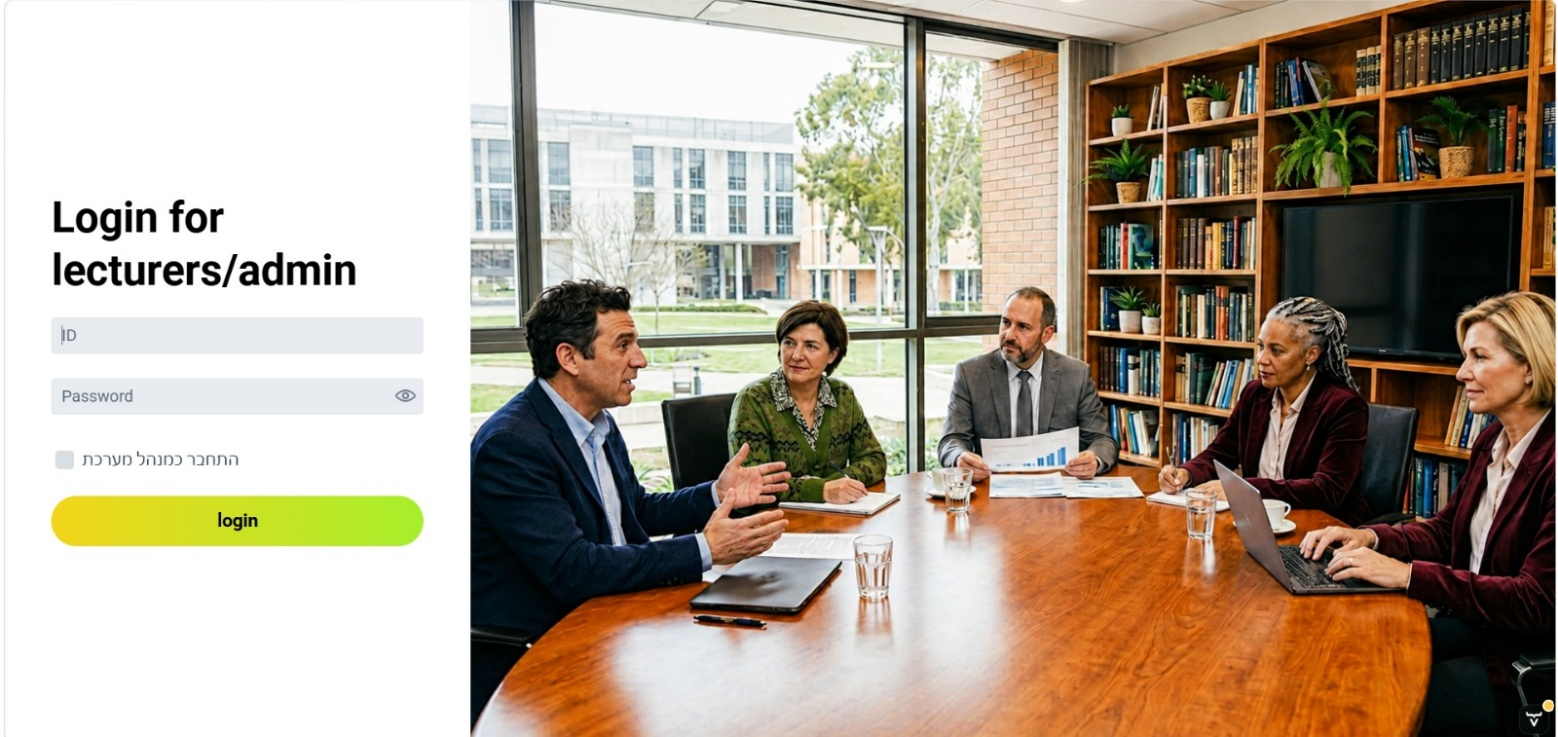 Login for
lecturers/admin
ID
Password
התחבר כמנהל מערכת
login